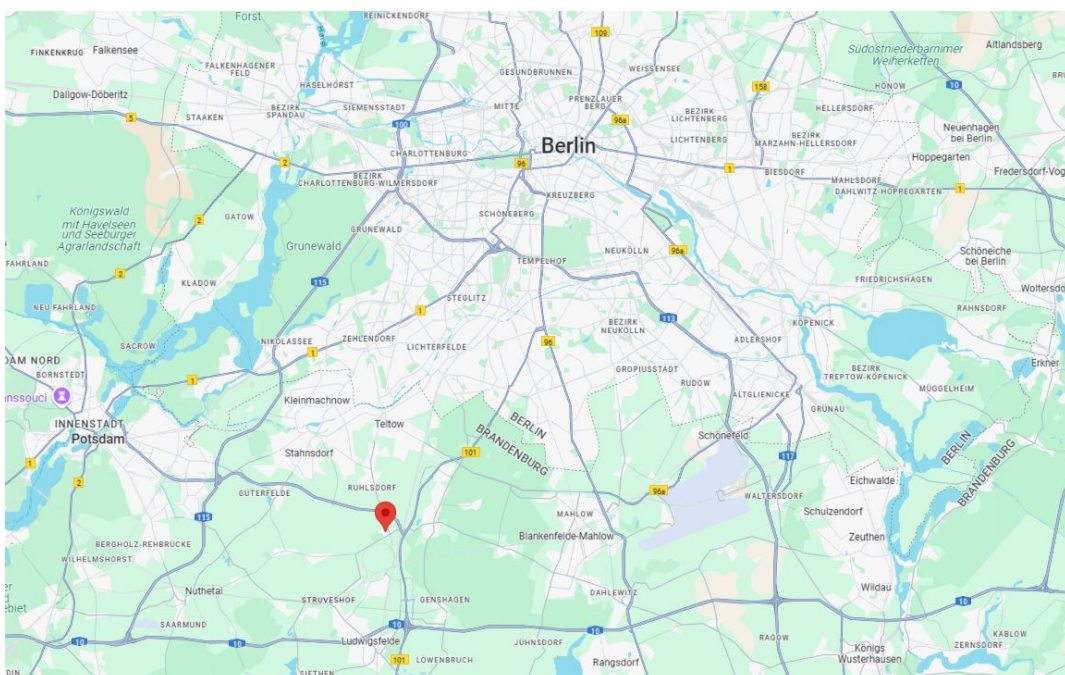 Forst
REINICKENDORF
109
FINKENKRUG
Falkensee
FALKENHAGENER
FELD
HASELHORST
Havel
GESUNDBRUNNEN
WEISSENSEE
Südostniederbarnimer
Weiherketten
Altlandsberg
Dallgow-Döberitz
BEZIRK
SPANDAU
SIEMENSSTADT
MITTE
PRENZLAUER
BERG
158
HÖNOW
10
STAAKEN
5
100
96a
BEZIRK
LICHTENBERG
HELLERSDORF
Neuenhagen
bei Berlin
CHARLOTTENBURG
Berlin
LICHTENBERG
BEZIRK
MARZAHN-HELLERSDORF
2
96
1
Hoppegarten
BEZIRK
CHARLOTTENBURG-WILMERSDORF
BIESDORF
MAHLSDORF
Fredersdorf-Vog
DAHLWITZ-HOPPEGARTEN
1
KREUZBERG
Königswald
mit Havelseen
und Seeburger
Agrarlandschaft
GATOW
2
SCHÖNEBERG
GRUNEWALD
Grunewald
NEUKÖLLN
96a
Schöneiche
bei Berlin
FAHRLAND
2
TEMPELHOF
KLADOW
115
FRIEDRICHSHAGEN
Woltersdo
NEU FAHRLAND
STEGLITZ
1
RAHNSDORF
113
BEZIRK
NEUKÖLLN
KÖPENICK
ADLERSHOF
SACROW
NIKOLASSEE
1
ZEHLENDORF
LICHTERFELDE
96
Erkner
DAM NORD
BORNSTEDT
1
GROPIUSSTADT
RUDOW
BEZIRK
TREPTOW-KÖPENICK
MÜGGELHEIM
anssouci
Kleinmachnow
ALTGLIENICKE
GRÜNAU
INNENSTADT
Potsdam
Teltow
BERLIN
BRANDENBURG
Schönefeld
BERLIN
BRANDENBURG
1
Stahnsdorf
101
117
2
GÜTERFELDE
RUHLSDORF
96a
WALTERSDORF
Eichwalde
115
MAHLOW
Schulzendorf
BERGHOLZ-REHBRÜCKE
Blankenfelde-Mahlow
Zeuthen
WILHELMSHORST
Nuthetal
STRUVESHOF
GENSHAGEN
DAHLEWITZ
Wildau
10
SAARMUND
10
10
10
Ludwigsfelde
JÜHNSDORF
RAGOW
KABLOW
101
LÖWENBRUCH
Rangsdorf
Königs
Wusterhausen
ZERNSDORF
SIETHEN